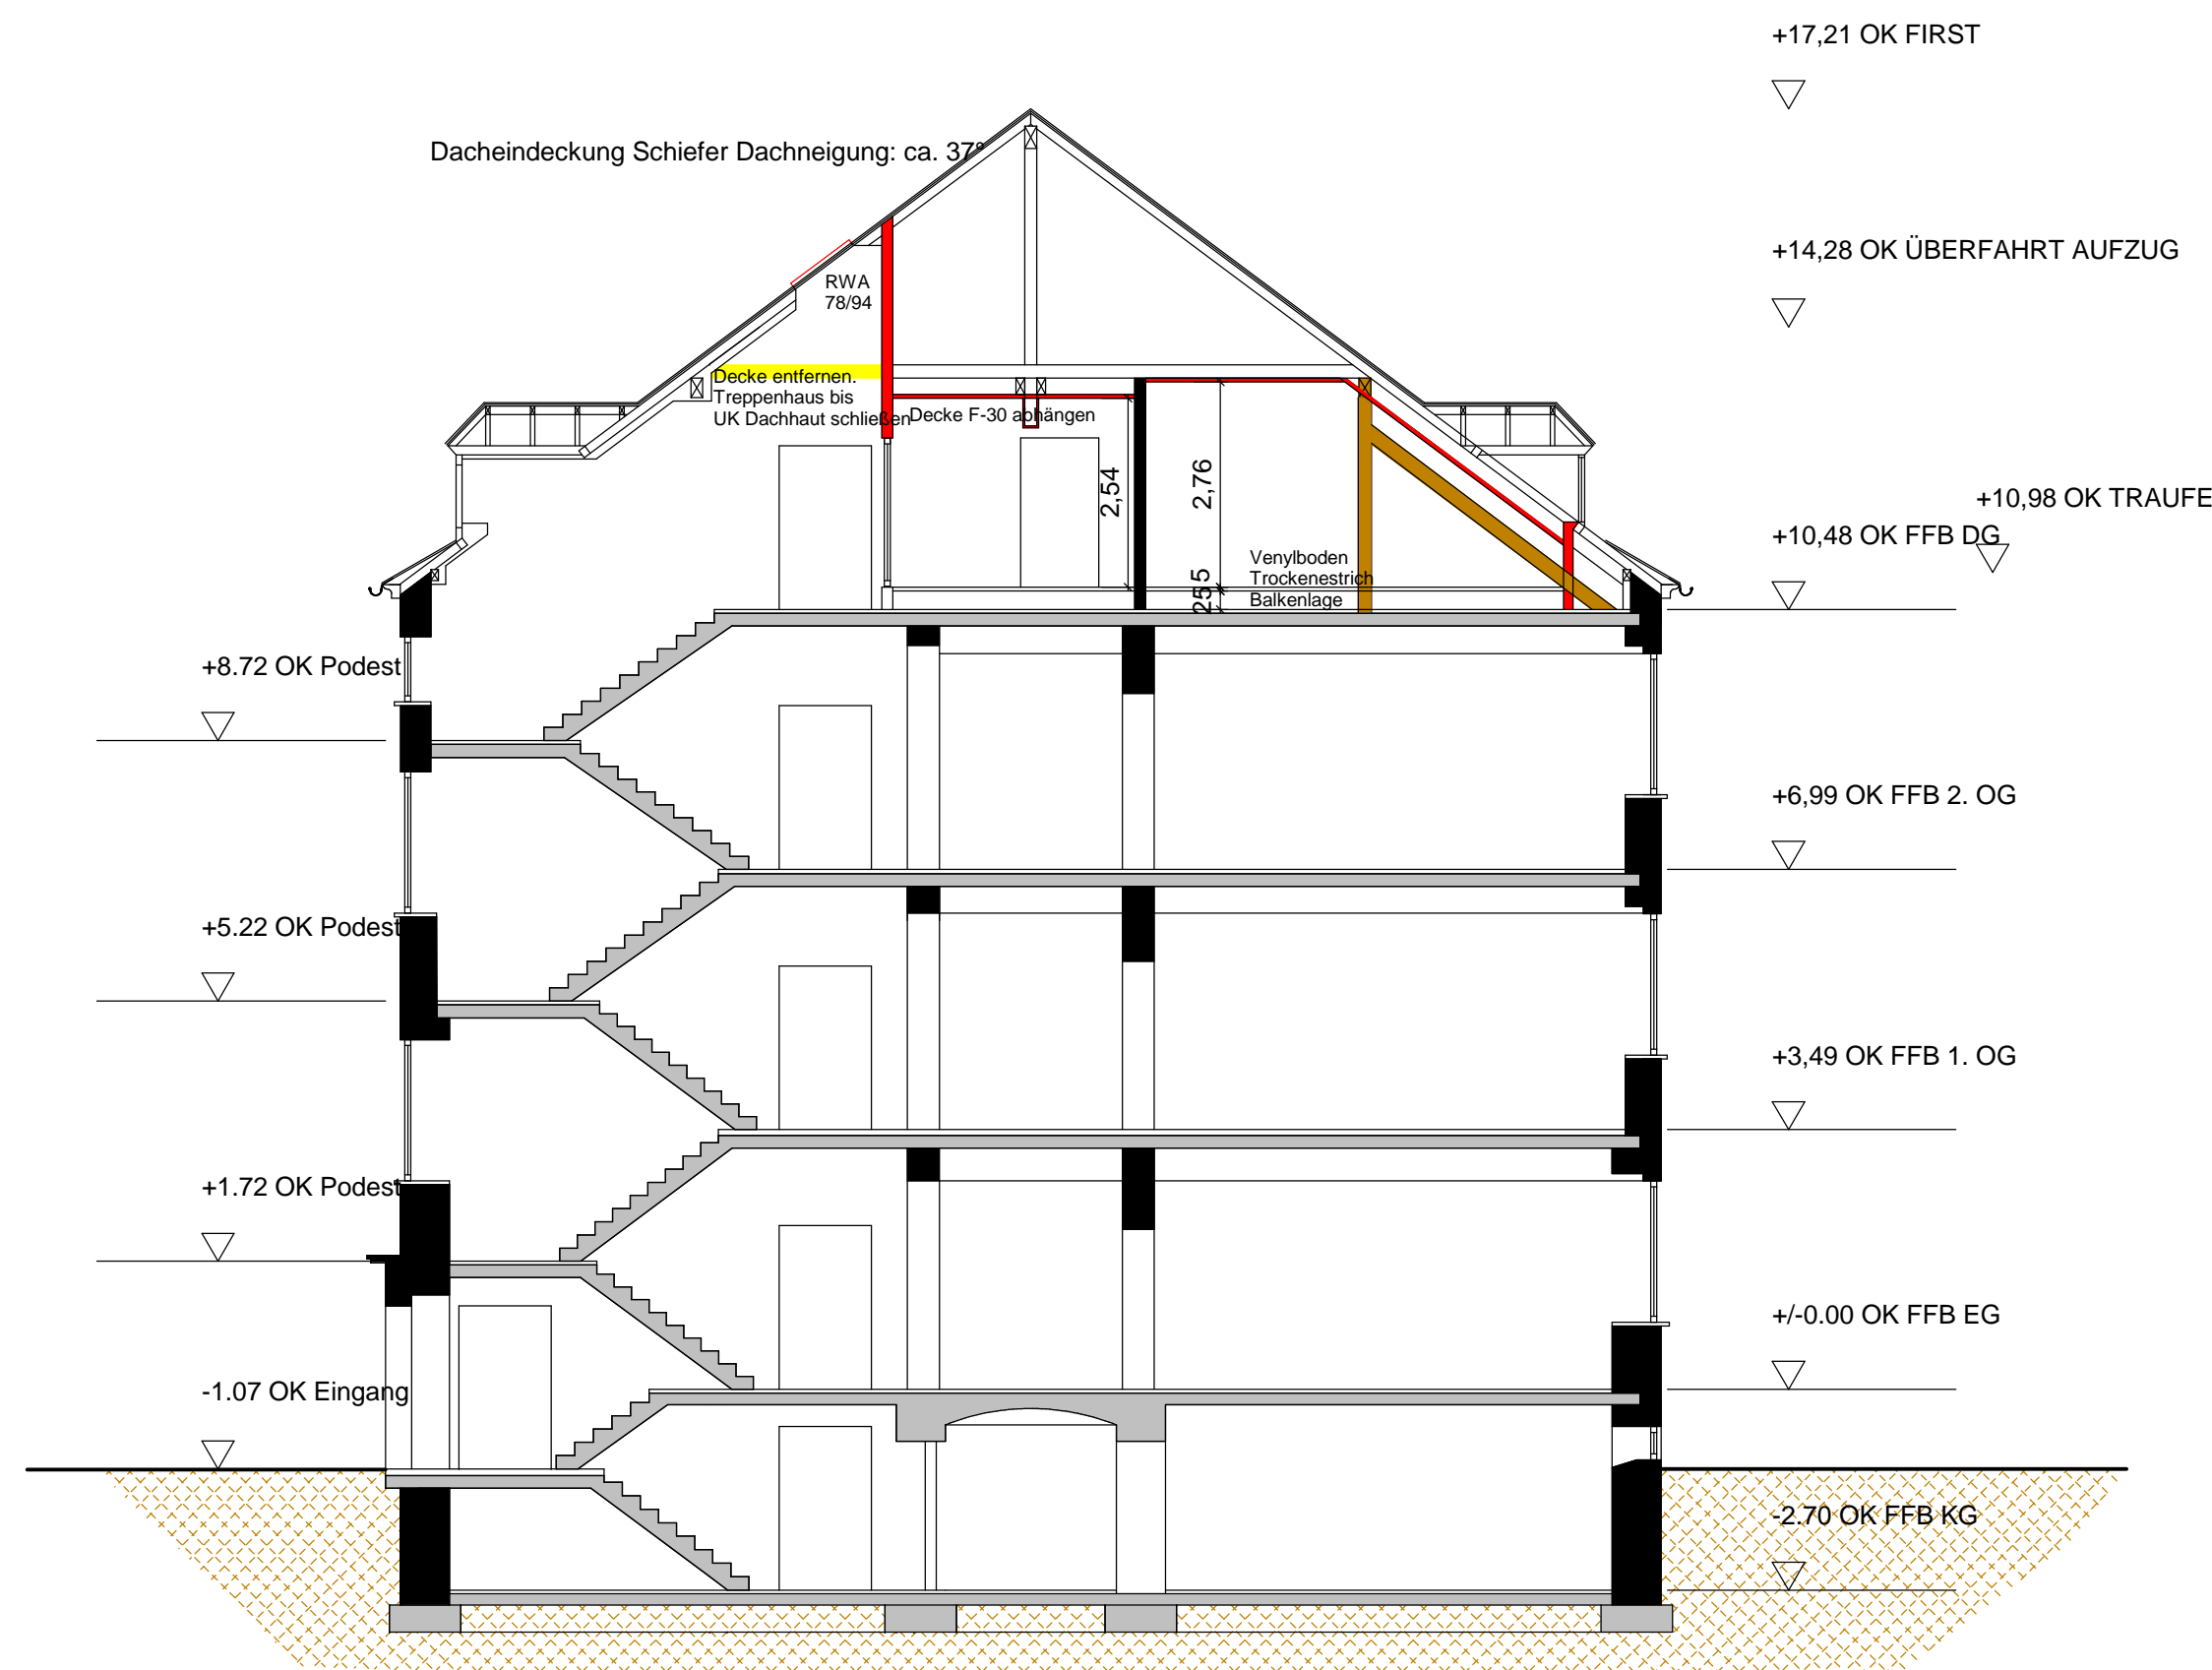 +17,21 OK FIRST
Dacheindeckung Schiefer Dachneigung: ca. 37°
+14,28 OK ÜBERFAHRT AUFZUG
RWA
78/94
Decke entfernen.
Treppenhaus bis
UK Dachhaut schließen
Decke F-30 abhängen
2,54
2,76
25 5
+10,98 OK TRAUFE
+10,48 OK FFB DG
Venylboden
Trockenestrich
Balkenlage
+8.72 OK Podest
+6,99 OK FFB 2. OG
+5.22 OK Podest
+3,49 OK FFB 1. OG
+1.72 OK Podest
+/-0.00 OK FFB EG
-1.07 OK Eingang
-2.70 OK FFB KG